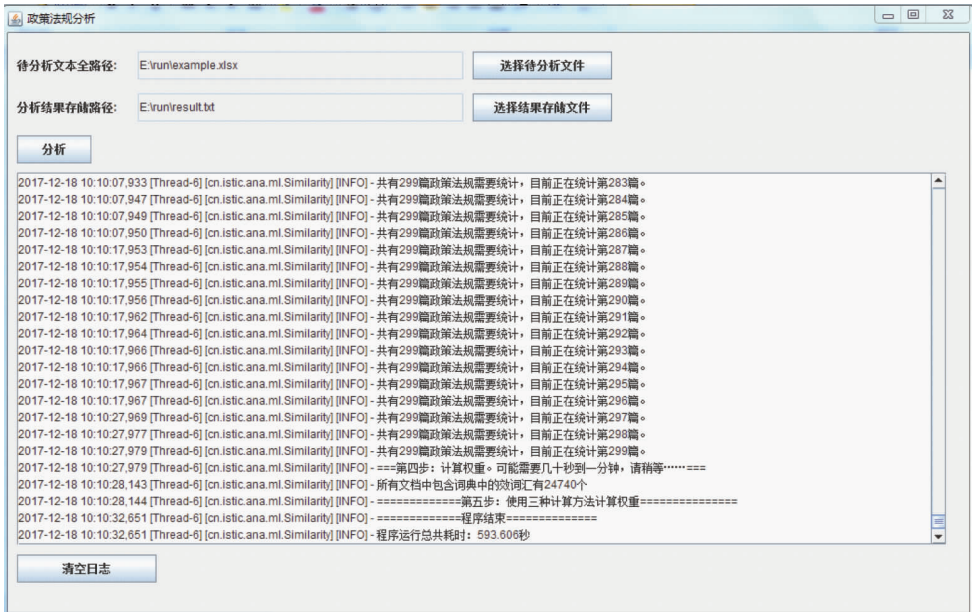 政策法规分析
待分析文本全路径: E:\run\example.xlsx 选择待分析文件
分析结果存储路径: E:\run\result.txt 选择结果存储文件
分析
2017-12-18 10:10:07,933 [Thread-6] [cn.istic.ana.ml.Similarity] [INFO] - 共有299篇政策法规需要统计，目前正在统计第283篇。
2017-12-18 10:10:07,947 [Thread-6] [cn.istic.ana.ml.Similarity] [INFO] - 共有299篇政策法规需要统计，目前正在统计第284篇。
2017-12-18 10:10:07,949 [Thread-6] [cn.istic.ana.ml.Similarity] [INFO] - 共有299篇政策法规需要统计，目前正在统计第285篇。
2017-12-18 10:10:07,950 [Thread-6] [cn.istic.ana.ml.Similarity] [INFO] - 共有299篇政策法规需要统计，目前正在统计第286篇。
2017-12-18 10:10:17,953 [Thread-6] [cn.istic.ana.ml.Similarity] [INFO] - 共有299篇政策法规需要统计，目前正在统计第287篇。
2017-12-18 10:10:17,954 [Thread-6] [cn.istic.ana.ml.Similarity] [INFO] - 共有299篇政策法规需要统计，目前正在统计第288篇。
2017-12-18 10:10:17,955 [Thread-6] [cn.istic.ana.ml.Similarity] [INFO] - 共有299篇政策法规需要统计，目前正在统计第289篇。
2017-12-18 10:10:17,956 [Thread-6] [cn.istic.ana.ml.Similarity] [INFO] - 共有299篇政策法规需要统计，目前正在统计第290篇。
2017-12-18 10:10:17,962 [Thread-6] [cn.istic.ana.ml.Similarity] [INFO] - 共有299篇政策法规需要统计，目前正在统计第291篇。
2017-12-18 10:10:17,964 [Thread-6] [cn.istic.ana.ml.Similarity] [INFO] - 共有299篇政策法规需要统计，目前正在统计第292篇。
2017-12-18 10:10:17,966 [Thread-6] [cn.istic.ana.ml.Similarity] [INFO] - 共有299篇政策法规需要统计，目前正在统计第293篇。
2017-12-18 10:10:17,966 [Thread-6] [cn.istic.ana.ml.Similarity] [INFO] - 共有299篇政策法规需要统计，目前正在统计第294篇。
2017-12-18 10:10:17,967 [Thread-6] [cn.istic.ana.ml.Similarity] [INFO] - 共有299篇政策法规需要统计，目前正在统计第295篇。
2017-12-18 10:10:17,967 [Thread-6] [cn.istic.ana.ml.Similarity] [INFO] - 共有299篇政策法规需要统计，目前正在统计第296篇。
2017-12-18 10:10:27,969 [Thread-6] [cn.istic.ana.ml.Similarity] [INFO] - 共有299篇政策法规需要统计，目前正在统计第297篇。
2017-12-18 10:10:27,977 [Thread-6] [cn.istic.ana.ml.Similarity] [INFO] - 共有299篇政策法规需要统计，目前正在统计第298篇。
2017-12-18 10:10:27,979 [Thread-6] [cn.istic.ana.ml.Similarity] [INFO] - 共有299篇政策法规需要统计，目前正在统计第299篇。
2017-12-18 10:10:27,979 [Thread-6] [cn.istic.ana.ml.Similarity] [INFO] - ===第四步：计算权重。可能需要几十秒到一分钟，请稍等……===
2017-12-18 10:10:28,143 [Thread-6] [cn.istic.ana.ml.Similarity] [INFO] - 所有文档中包含词典中的效词汇有24740个
2017-12-18 10:10:28,144 [Thread-6] [cn.istic.ana.ml.Similarity] [INFO] - =============第五步：使用三种计算方法计算权重===============
2017-12-18 10:10:32,651 [Thread-6] [cn.istic.ana.ml.Similarity] [INFO] - =============程序结束==============
2017-12-18 10:10:32,651 [Thread-6] [cn.istic.ana.ml.Similarity] [INFO] - 程序运行总共耗时：593.606秒
清空日志